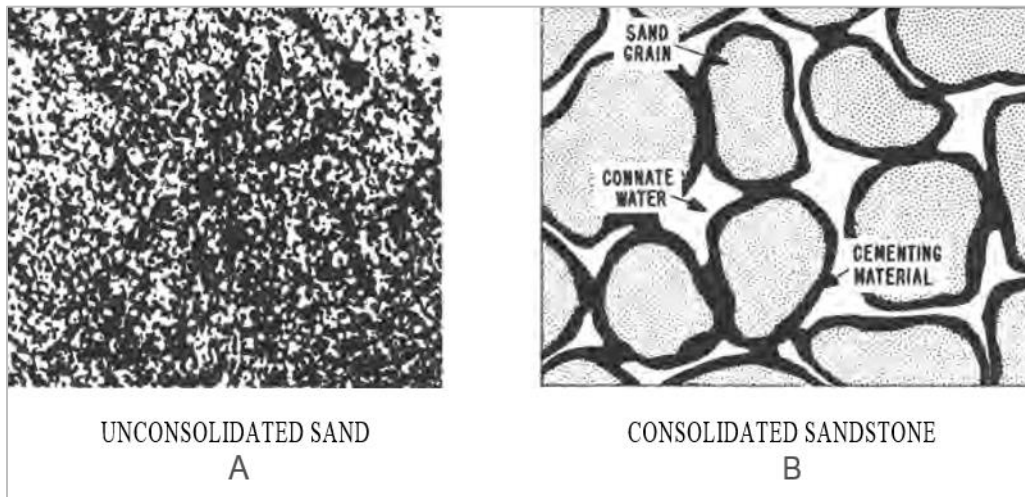 SAND
GRAIN
CONNATE
WATER
CEMENTING
MATERIAL
UNCONSOLIDATED SAND
CONSOLIDATED SANDSTONE
A
B